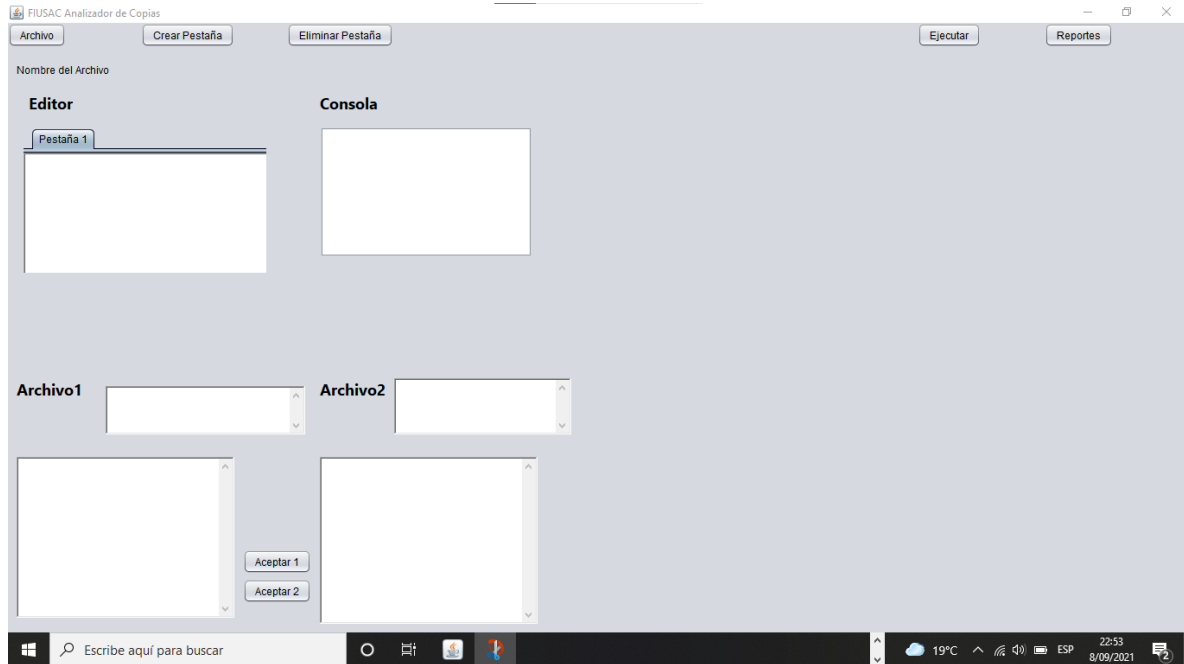 FIUSAC Analizador de Copias
Archivo Crear Pestaña Eliminar Pestaña Ejecutar Reportes
Nombre del Archivo
Editor Consola
Pestaña 1
Archivo1 Archivo2
Aceptar 1
Aceptar 2
Escribe aquí para buscar 19°C ESP 22:53
8/09/2021 2